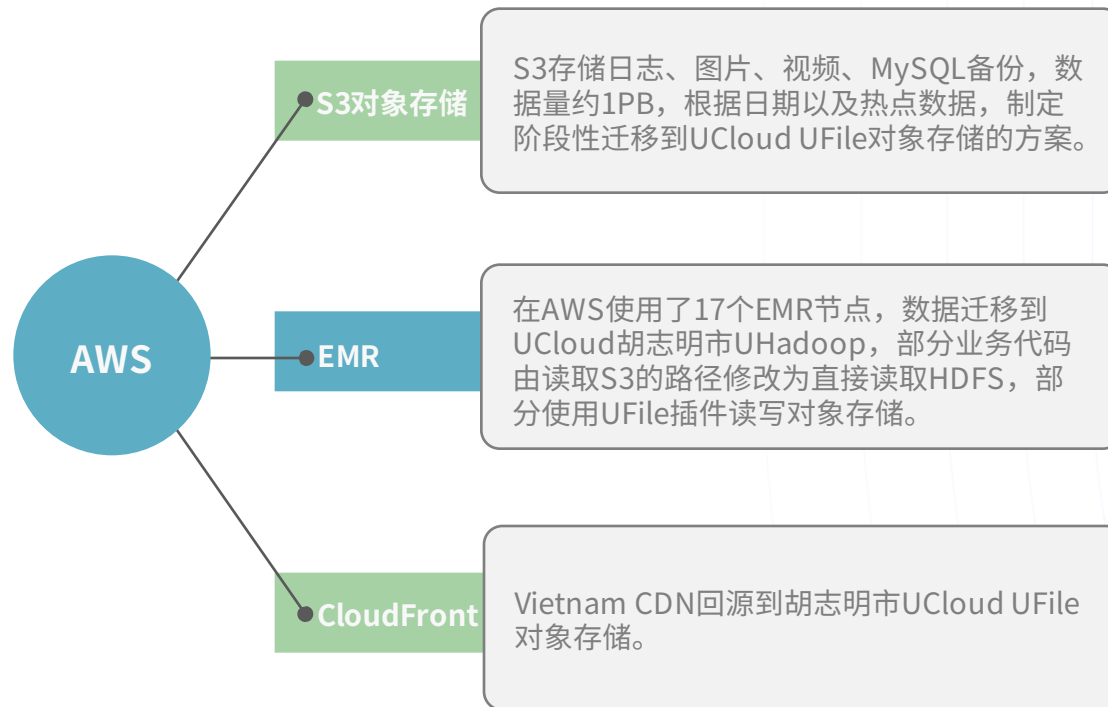 S3对象存储
S3存储日志、图片、视频、MySQL备份，数
据量约1PB，根据日期以及热点数据，制定
阶段性迁移到UCloud UFile对象存储的方案。
AWS
EMR
在AWS使用了17个EMR节点，数据迁移到
UCloud胡志明市UHadoop，部分业务代码
由读取S3的路径修改为直接读取HDFS，部
分使用UFile插件读写对象存储。
CloudFront
Vietnam CDN回源到胡志明市UCloud UFile
对象存储。